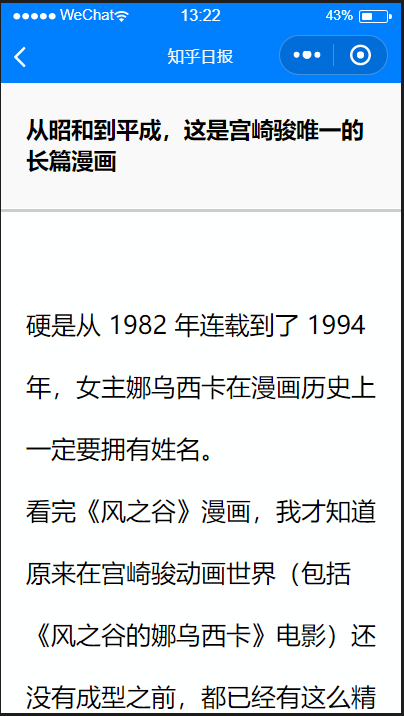 WeChat
13:22
43%
知乎日报
从昭和到平成，这是宫崎骏唯一的
长篇漫画
硬是从 1982 年连载到了 1994
年，女主娜乌西卡在漫画历史上
一定要拥有姓名。
看完《风之谷》漫画，我才知道
原来在宫崎骏动画世界（包括
《风之谷的娜乌西卡》电影）还
没有成型之前，都已经有这么精